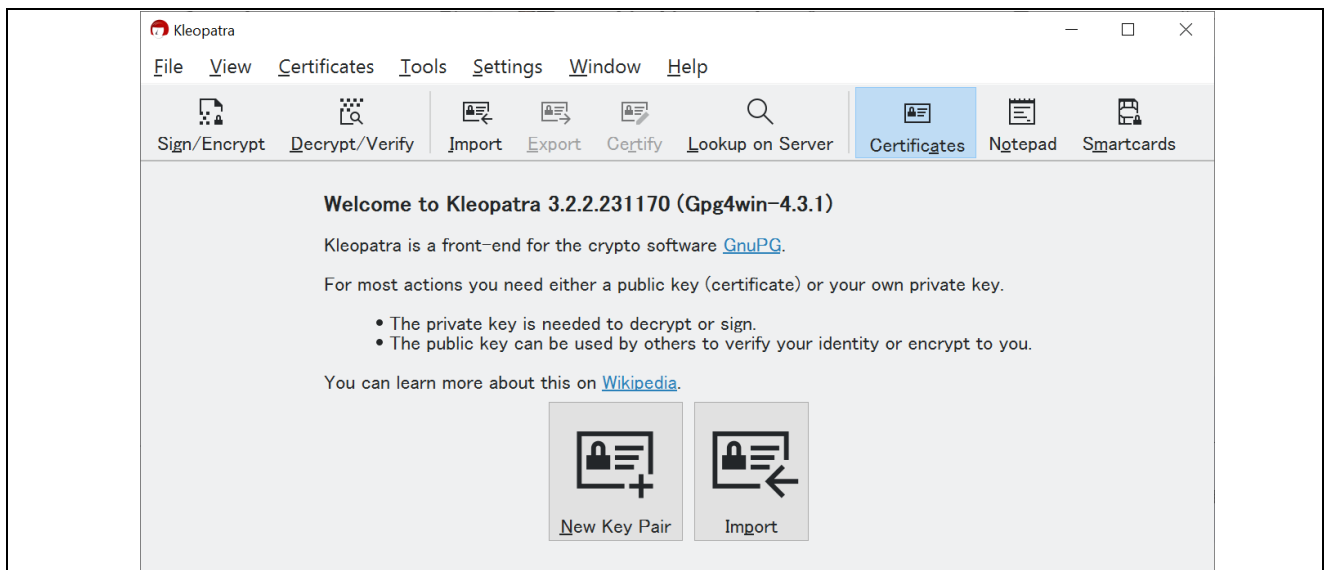 Kleopatra
File View Certificates Tools Settings Window Help
Sign/Encrypt Decrypt/Verify Import Export Certify Lookup on Server Certificates Notepad Smartcards
Welcome to Kleopatra 3.2.2.231170 (Gpg4win-4.3.1)
Kleopatra is a front-end for the crypto software GnuPG.
For most actions you need either a public key (certificate) or your own private key.
• The private key is needed to decrypt or sign.
• The public key can be used by others to verify your identity or encrypt to you.
You can learn more about this on Wikipedia.
New Key Pair Import